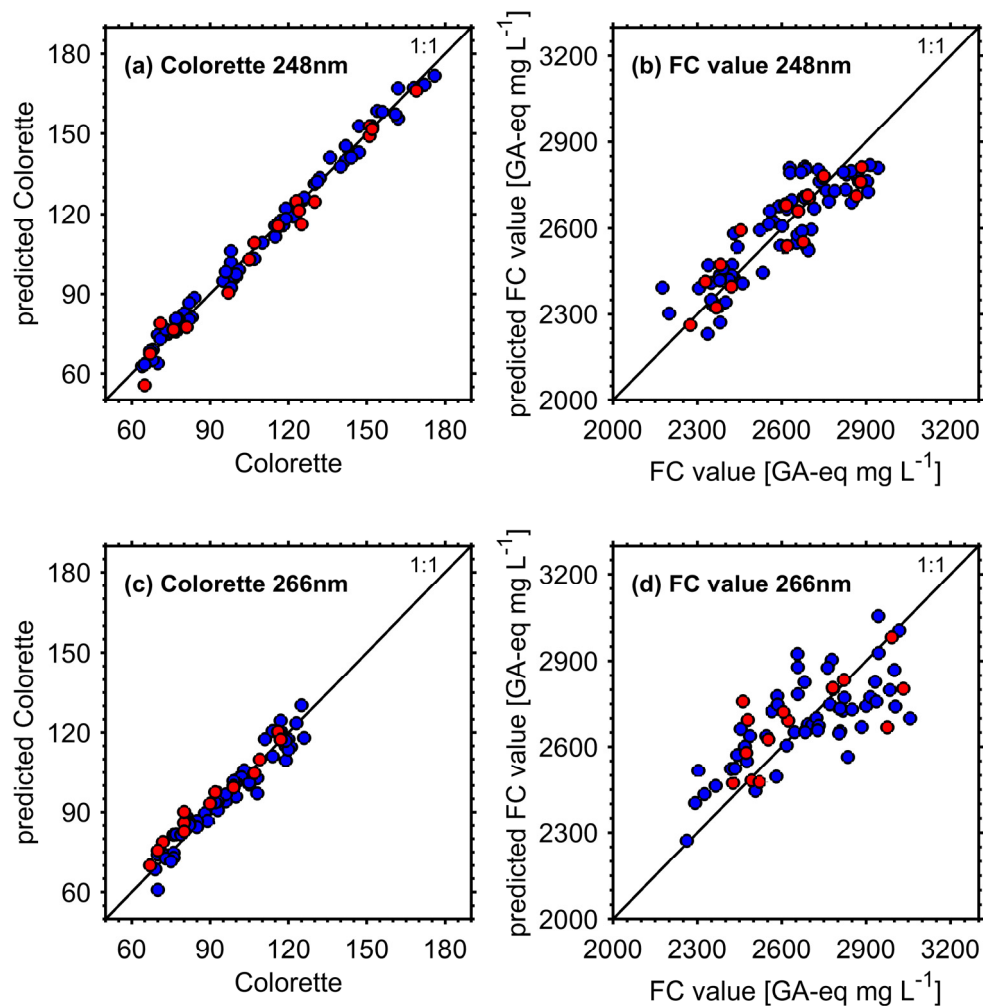 (a) Colorette 248nm
1:1
predicted Colorette
190
180
150
120
90
60
60 90 120 150 180
Colorette
(b) FC value 248nm
1:1
predicted FC value [GA-eq mg L⁻¹]
3200
2900
2600
2300
2000
2000 2300 2600 2900 3200
FC value [GA-eq mg L⁻¹]
(c) Colorette 266nm
1:1
predicted Colorette
180
150
120
90
60
60 90 120 150 180
Colorette
(d) FC value 266nm
1:1
predicted FC value [GA-eq mg L⁻¹]
3200
2900
2600
2300
2000
2000 2300 2600 2900 3200
FC value [GA-eq mg L⁻¹]